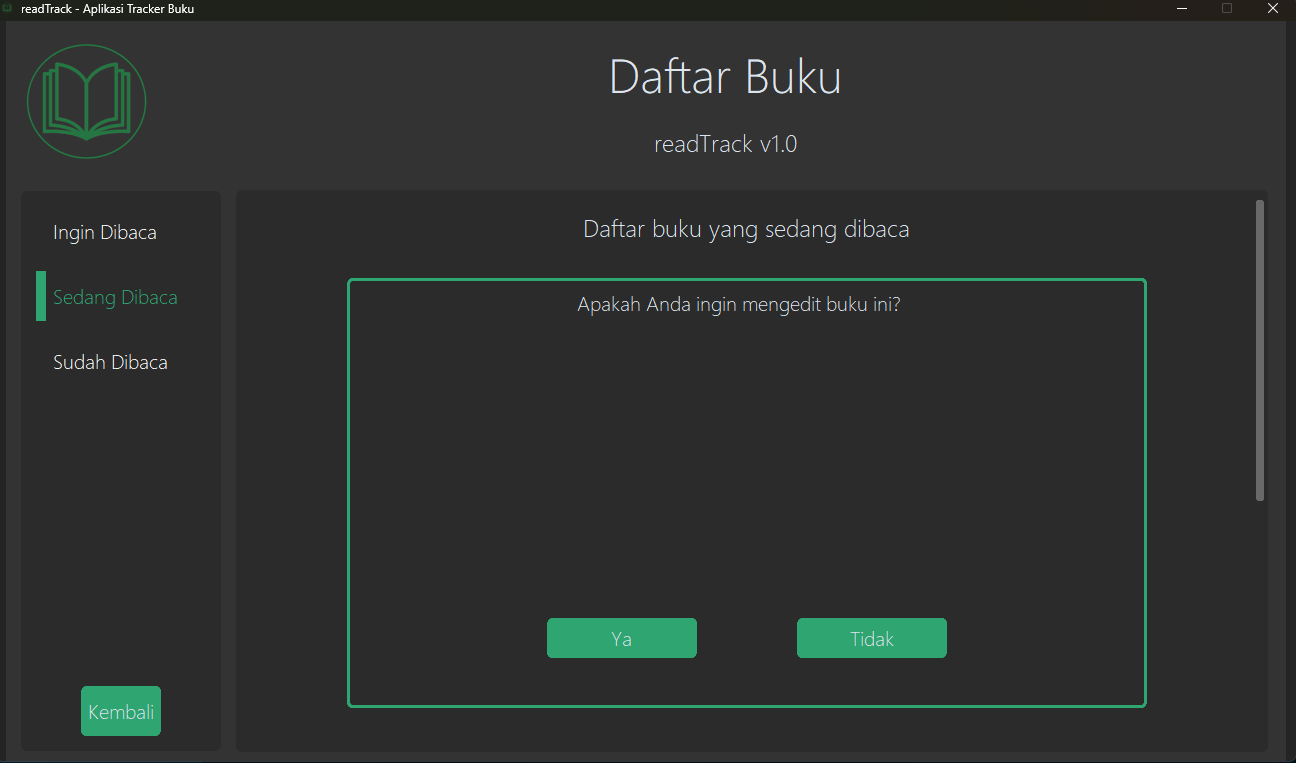 readTrack - Aplikasi Tracker Buku
Daftar Buku
readTrack v1.0
Ingin Dibaca
Sedang Dibaca
Sudah Dibaca
Kembali
Daftar buku yang sedang dibaca
Apakah Anda ingin mengedit buku ini?
Ya
Tidak